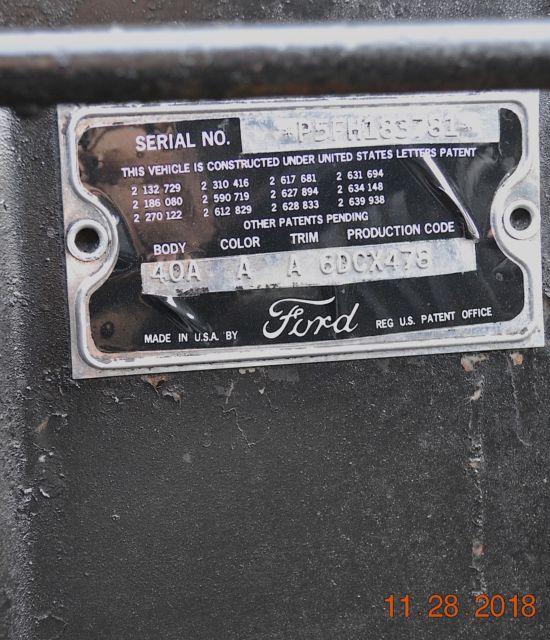 SERIAL NO. P5FH183781
THIS VEHICLE IS CONSTRUCTED UNDER UNITED STATES LETTERS PATENT
2 132 729 2 310 416 2 617 681 2 631 694
2 186 080 2 590 719 2 627 894 2 634 148
2 270 122 2 612 829 2 628 833 2 639 938
OTHER PATENTS PENDING
BODY COLOR TRIM PRODUCTION CODE
40A A A 6DCX478
MADE IN U.S.A. BY Ford REG U.S. PATENT OFFICE
11 28 2018